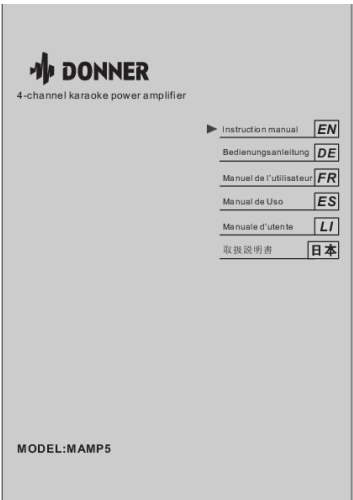 DONNER
4-channel karaoke power amplifier
Instruction manual EN
Bedienungsanleitung DE
Manuel de l'utilisateur FR
Manual de Uso ES
Manuale d'utente LI
取扱説明書 日本
MODEL:MAMP5